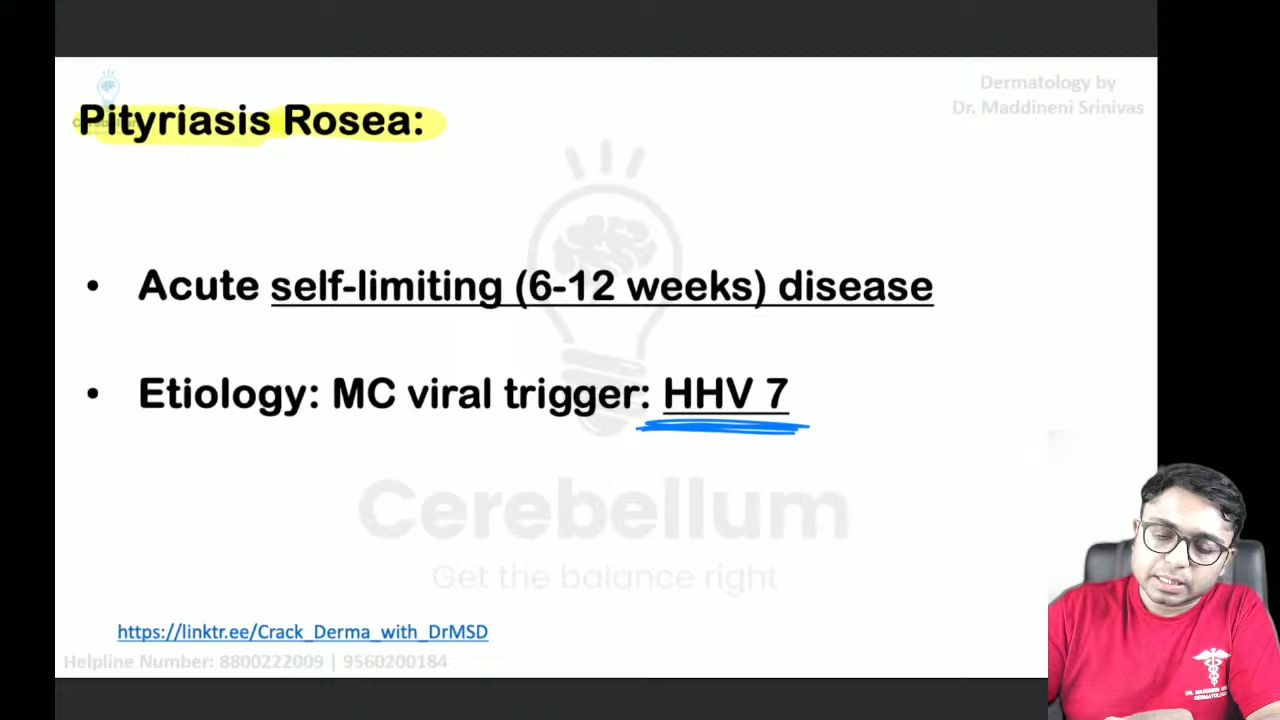 Dermatology by
Dr. Maddineni Srinivas
Pityriasis Rosea:
• Acute self-limiting (6-12 weeks) disease
• Etiology: MC viral trigger: HHV 7
Cerebellum
Get the balance right
https://linktr.ee/Crack_Derma_with_DrMSD
Helpline Number: 8800222009 | 9560200184